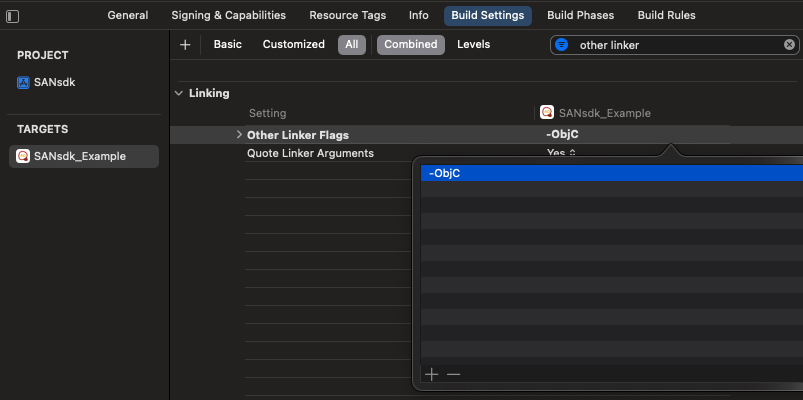 General Signing & Capabilities Resource Tags Info Build Settings Build Phases Build Rules
Basic Customized All Combined Levels other linker
PROJECT
SANsdk
TARGETS
SANsdk_Example
Linking
Setting SANsdk_Example
Other Linker Flags -ObjC
Quote Linker Arguments Yes
-ObjC